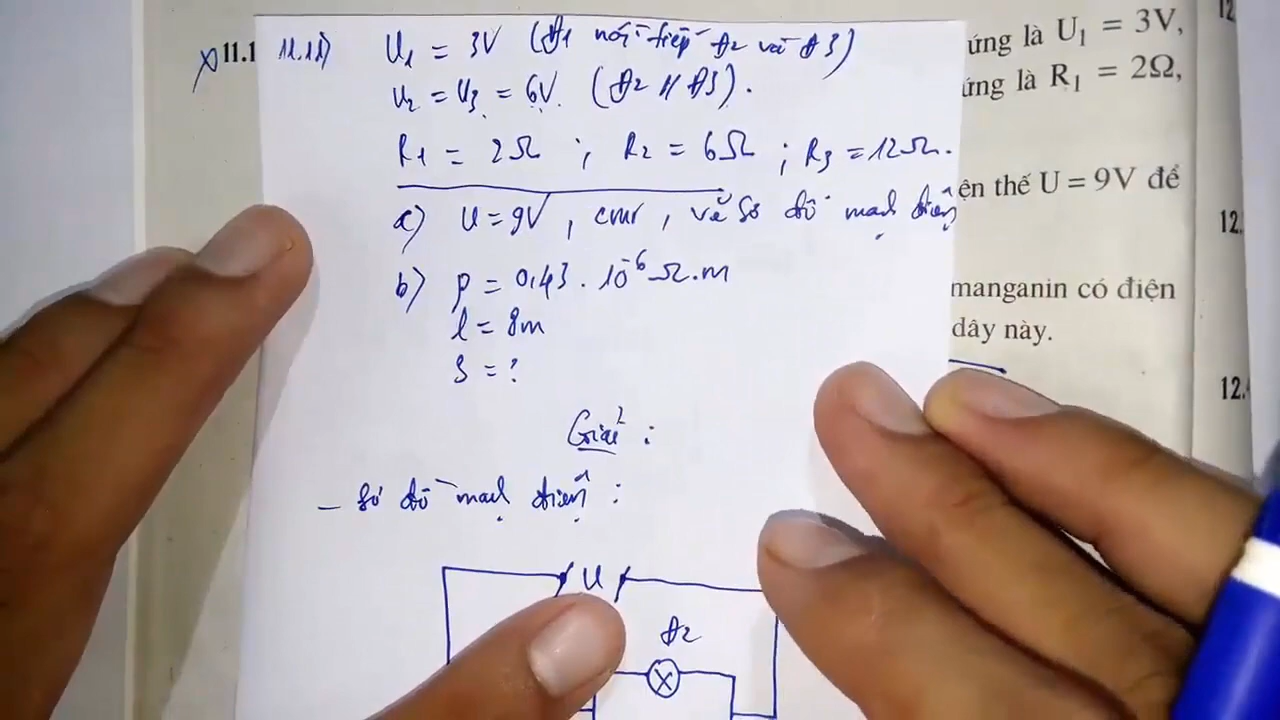 11.1
11.11)
U₁ = 3V (Đ1 nối tiếp Đ2 và Đ3)
U₂ = U₃ = 6V. (Đ2 // Đ3).
R1 = 2Ω ; R2 = 6Ω ; R3 = 12Ω.
a) U = 9V, cmr, vẽ sơ đồ mạch điện
b) ρ = 0,43 . 10⁻⁶ Ω.m
l = 8m
S = ?
Giải :
- Sơ đồ mạch điện :
U
Đ2
X
ứng là U₁ = 3V,
ứng là R₁ = 2Ω,
ện thế U = 9V để
manganin có điện
dây này.
12
12.
12.